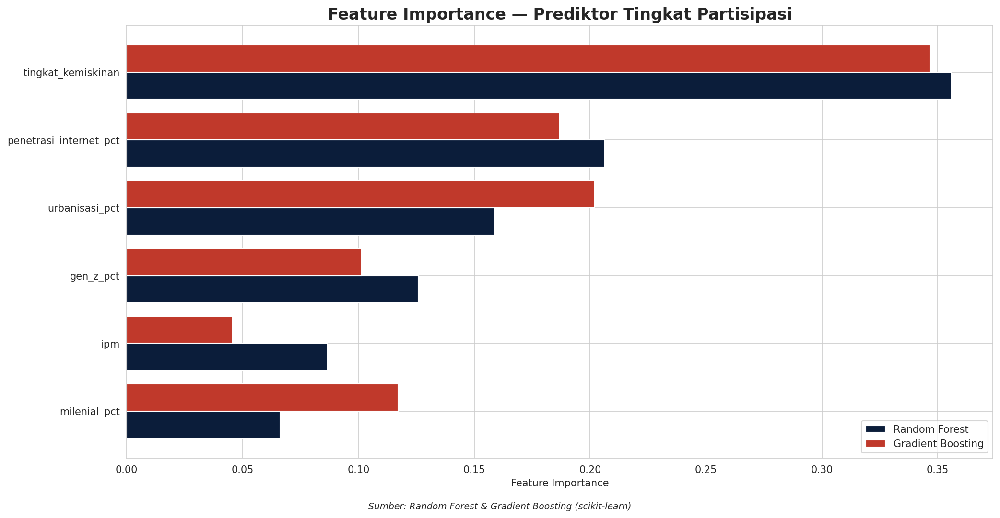 Feature Importance — Prediktor Tingkat Partisipasi
tingkat_kemiskinan
penetrasi_internet_pct
urbanisasi_pct
gen_z_pct
ipm
milenial_pct
Random Forest
Gradient Boosting
0.00 0.05 0.10 0.15 0.20 0.25 0.30 0.35
Feature Importance
Sumber: Random Forest & Gradient Boosting (scikit-learn)